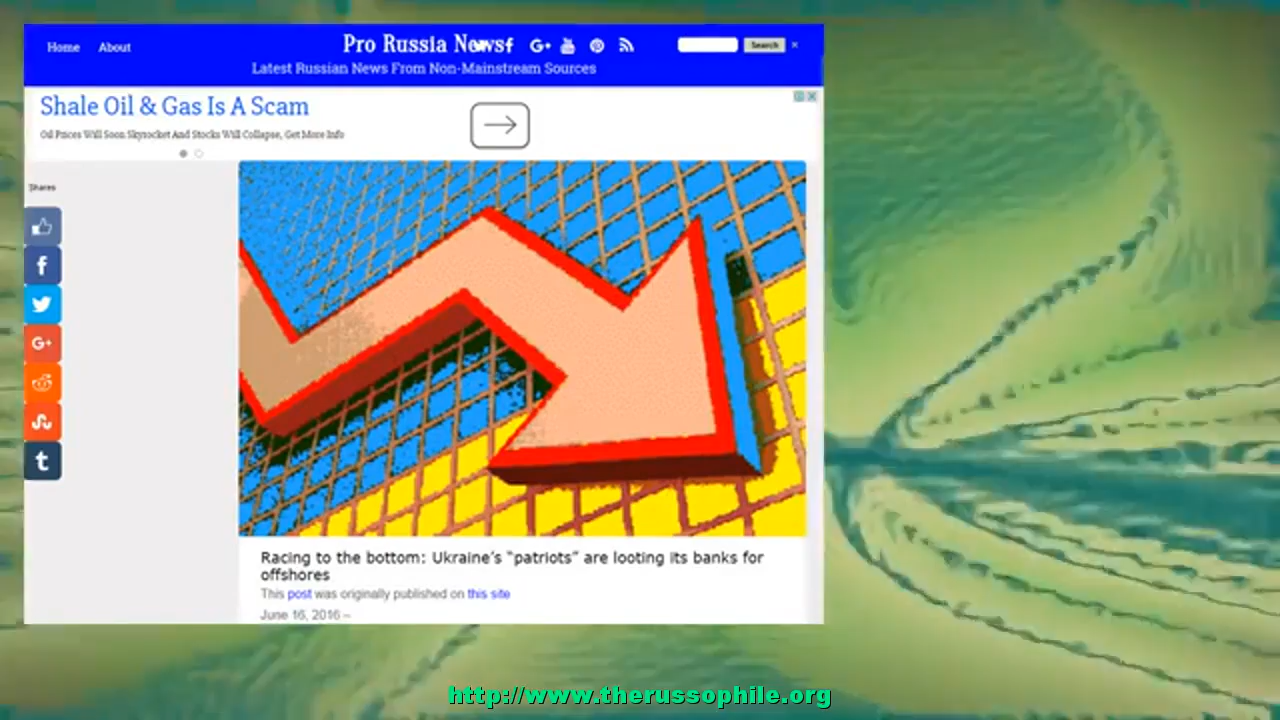 Home About
Pro Russia News
Search ×
Latest Russian News From Non-Mainstream Sources
Shale Oil & Gas Is A Scam
Oil Prices Will Soon Skyrocket And Stocks Will Collapse, Get More Info
Shares
Racing to the bottom: Ukraine's “patriots” are looting its banks for
offshores
This post was originally published on this site
June 16, 2016 –
http://www.therussophile.org